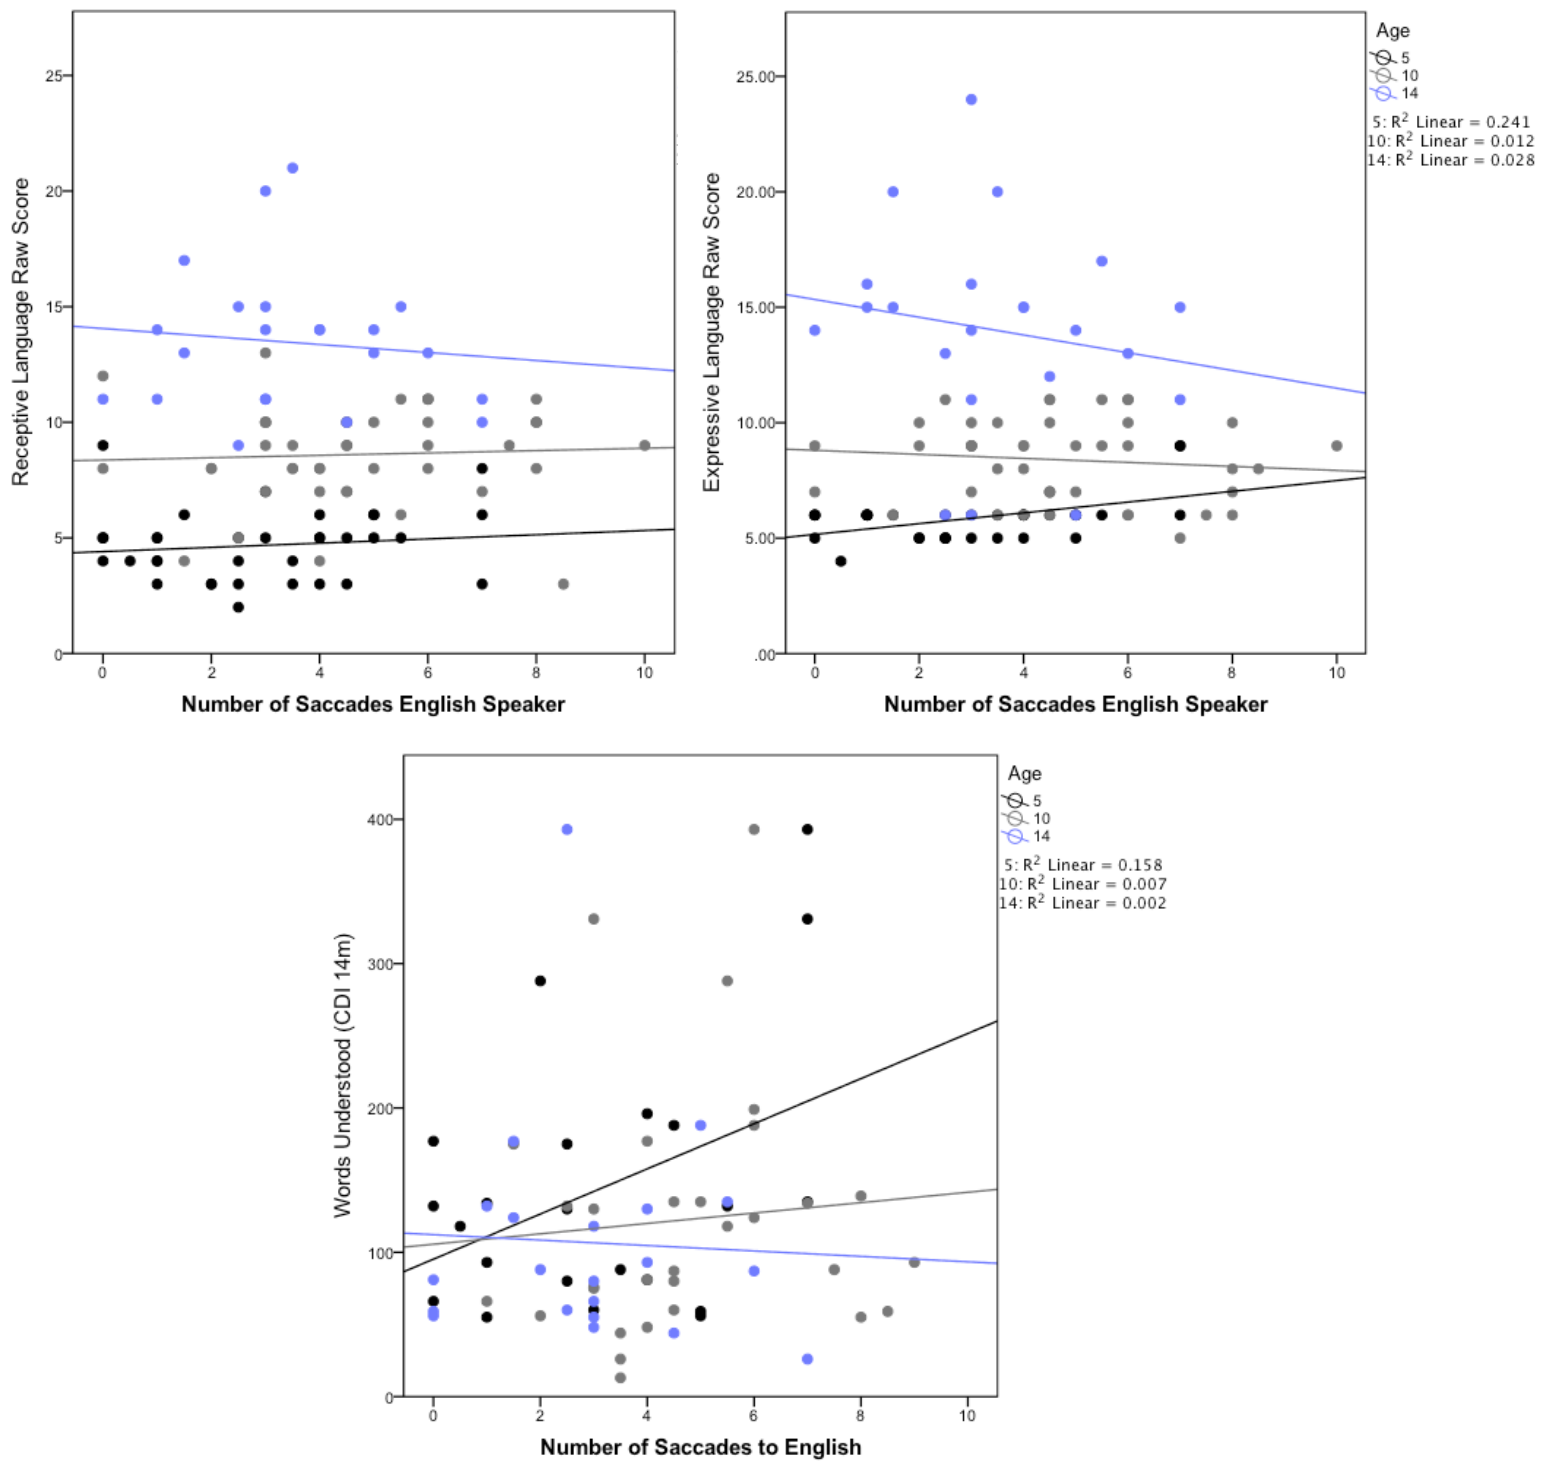 Receptive Language Raw Score
25
20
15
10
5
0
0 2 4 6 8 10
Number of Saccades English Speaker
Expressive Language Raw Score
25.00
20.00
15.00
10.00
5.00
.00
0 2 4 6 8 10
Number of Saccades English Speaker
Age
5
10
14
5: R² Linear = 0.241
10: R² Linear = 0.012
14: R² Linear = 0.028
Words Understood (CDI 14m)
400
300
200
100
0
0 2 4 6 8 10
Number of Saccades to English
Age
5
10
14
5: R² Linear = 0.158
10: R² Linear = 0.007
14: R² Linear = 0.002